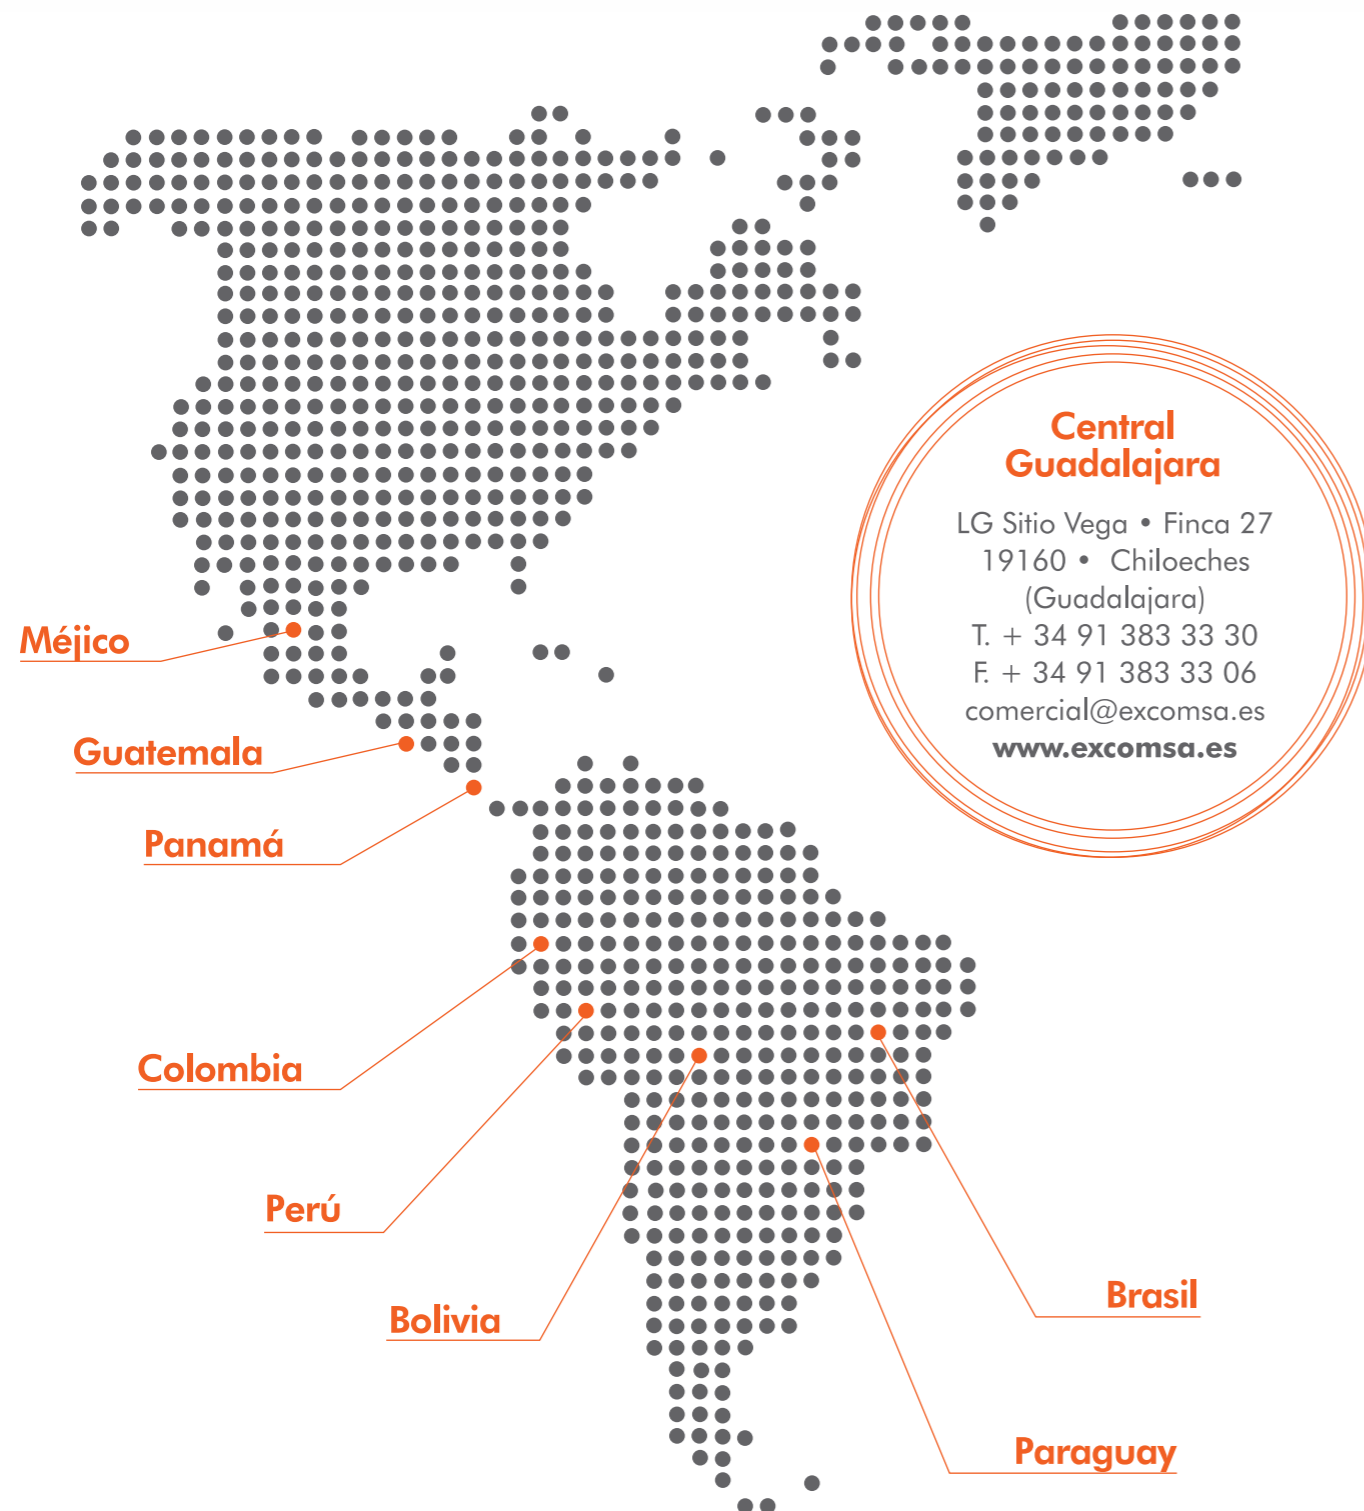 Central
Guadalajara
LG Sitio Vega • Finca 27
19160 • Chiloeches
(Guadalajara)
T. + 34 91 383 33 30
F. + 34 91 383 33 06
comercial@excomsa.es
www.excomsa.es
Méjico
Guatemala
Panamá
Colombia
Perú
Bolivia
Brasil
Paraguay